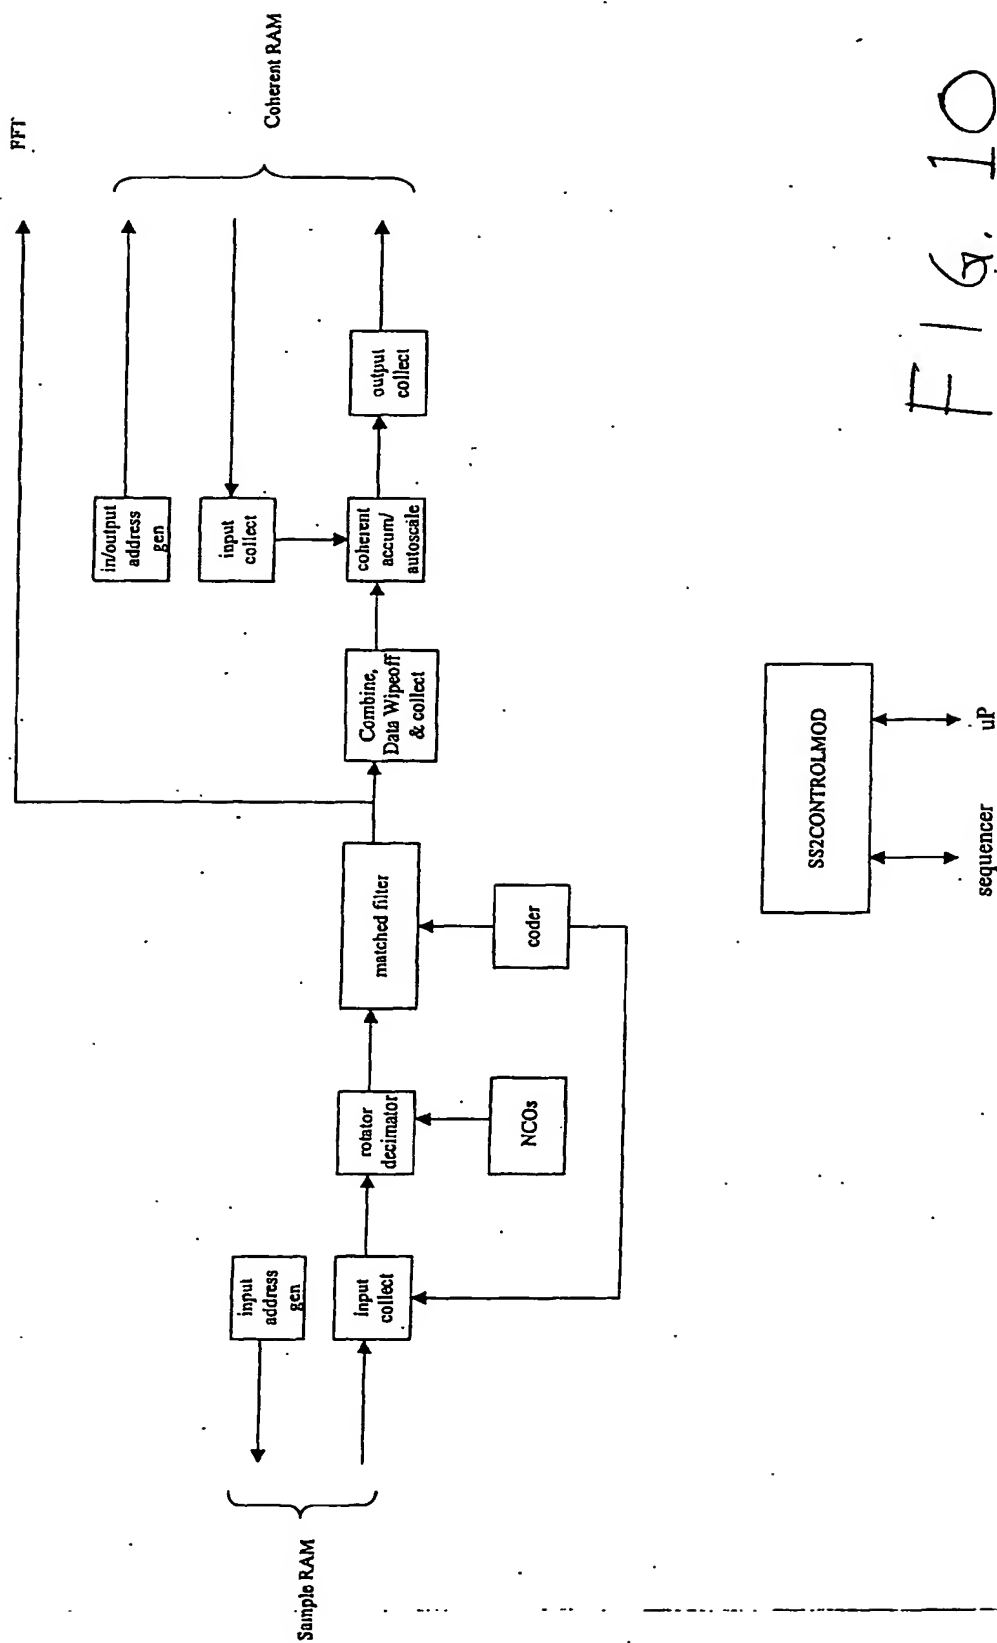 FFT
Coherent RAM
in/output
address
gen
input
collect
output
collect
coherent
accum/
autoscale
Combine,
Data Wipeoff
& collect
matched filter
coder
rotator
decimator
NCOs
input
address
gen
input
collect
Sample RAM
SS2CONTROLMOD
sequencer
uP
FIG. 10